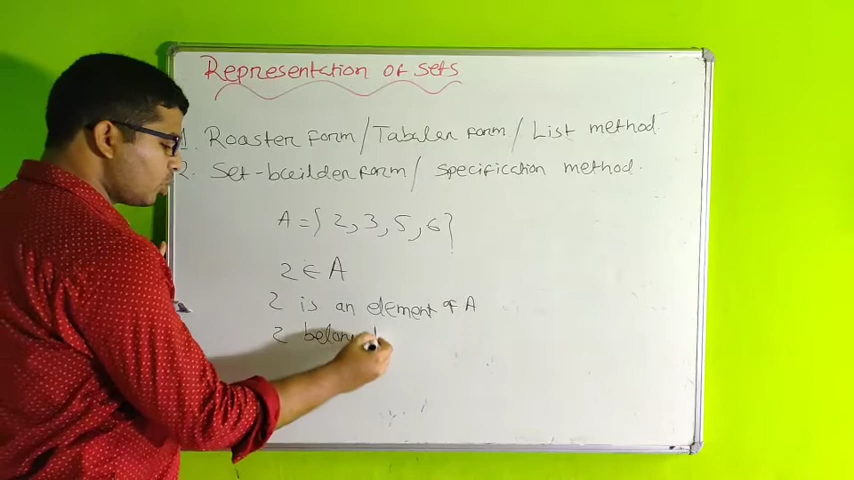 Representation of sets
1. Roaster form/Tabular form/List method.
2. Set-builder form/specification method.
A = {2, 3, 5, 6}
2 ∈ A
2 is an element of A
2 belon